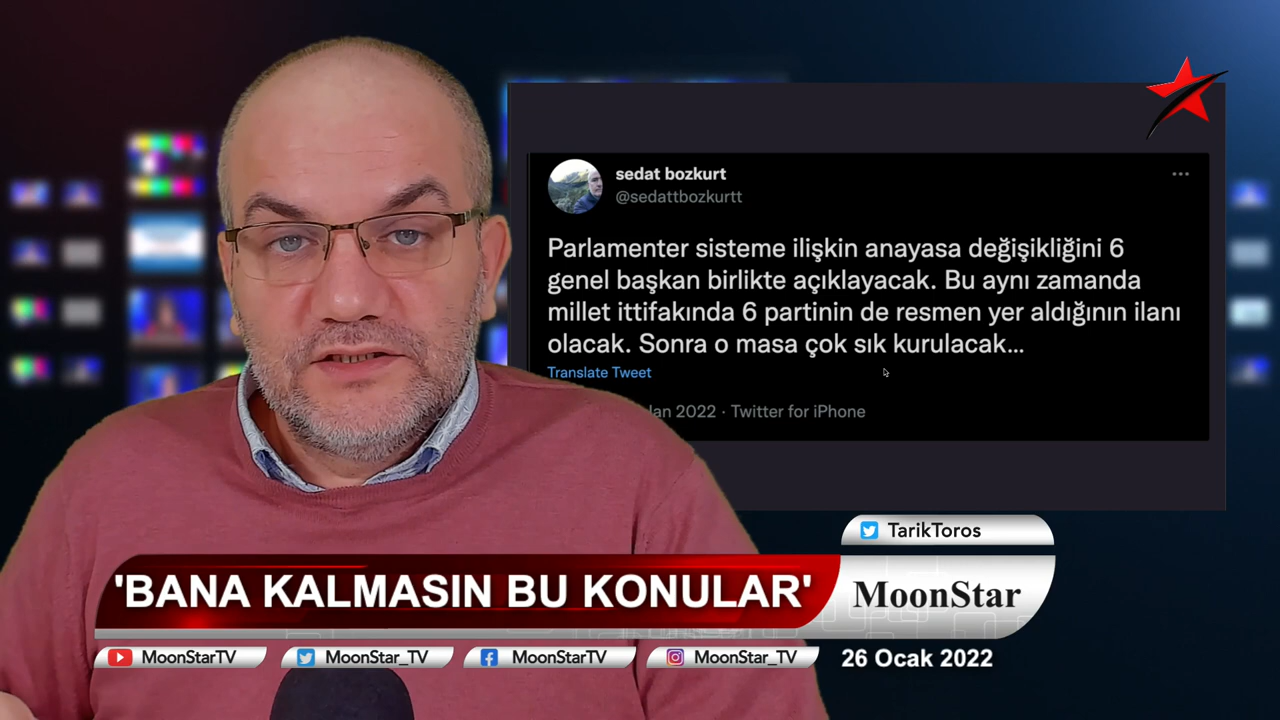 sedat bozkurt
@sedattbozkurtt
Parlamenter sisteme ilişkin anayasa değişikliğini 6
genel başkan birlikte açıklayacak. Bu aynı zamanda
millet ittifakında 6 partinin de resmen yer aldığının ilanı
olacak. Sonra o masa çok sık kurulacak...
Translate Tweet
Jan 2022 · Twitter for iPhone
TarikToros
'BANA KALMASIN BU KONULAR'
MoonStar
MoonStarTV
MoonStar_TV
MoonStarTV
MoonStar_TV
26 Ocak 2022